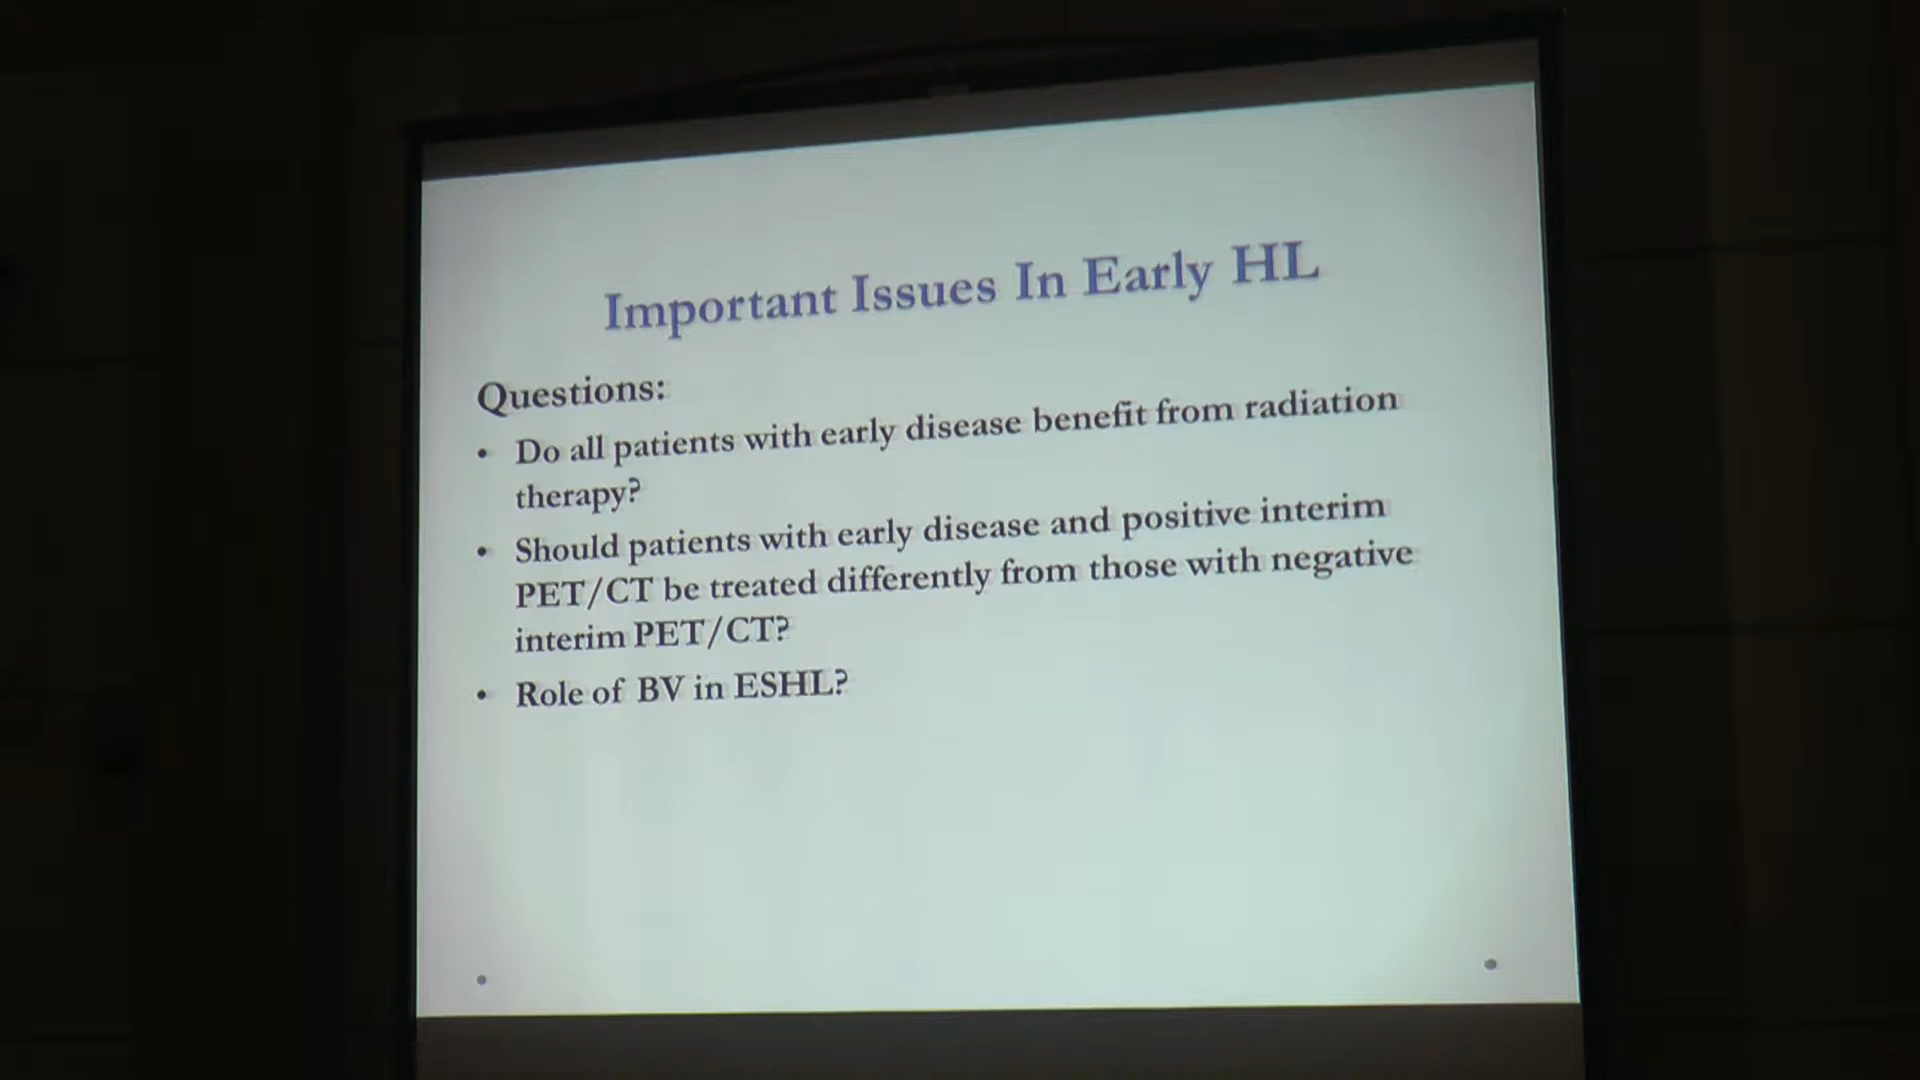 Important Issues In Early HL
Questions:
• Do all patients with early disease benefit from radiation
therapy?
• Should patients with early disease and positive interim
PET/CT be treated differently from those with negative
interim PET/CT?
• Role of BV in ESHL?